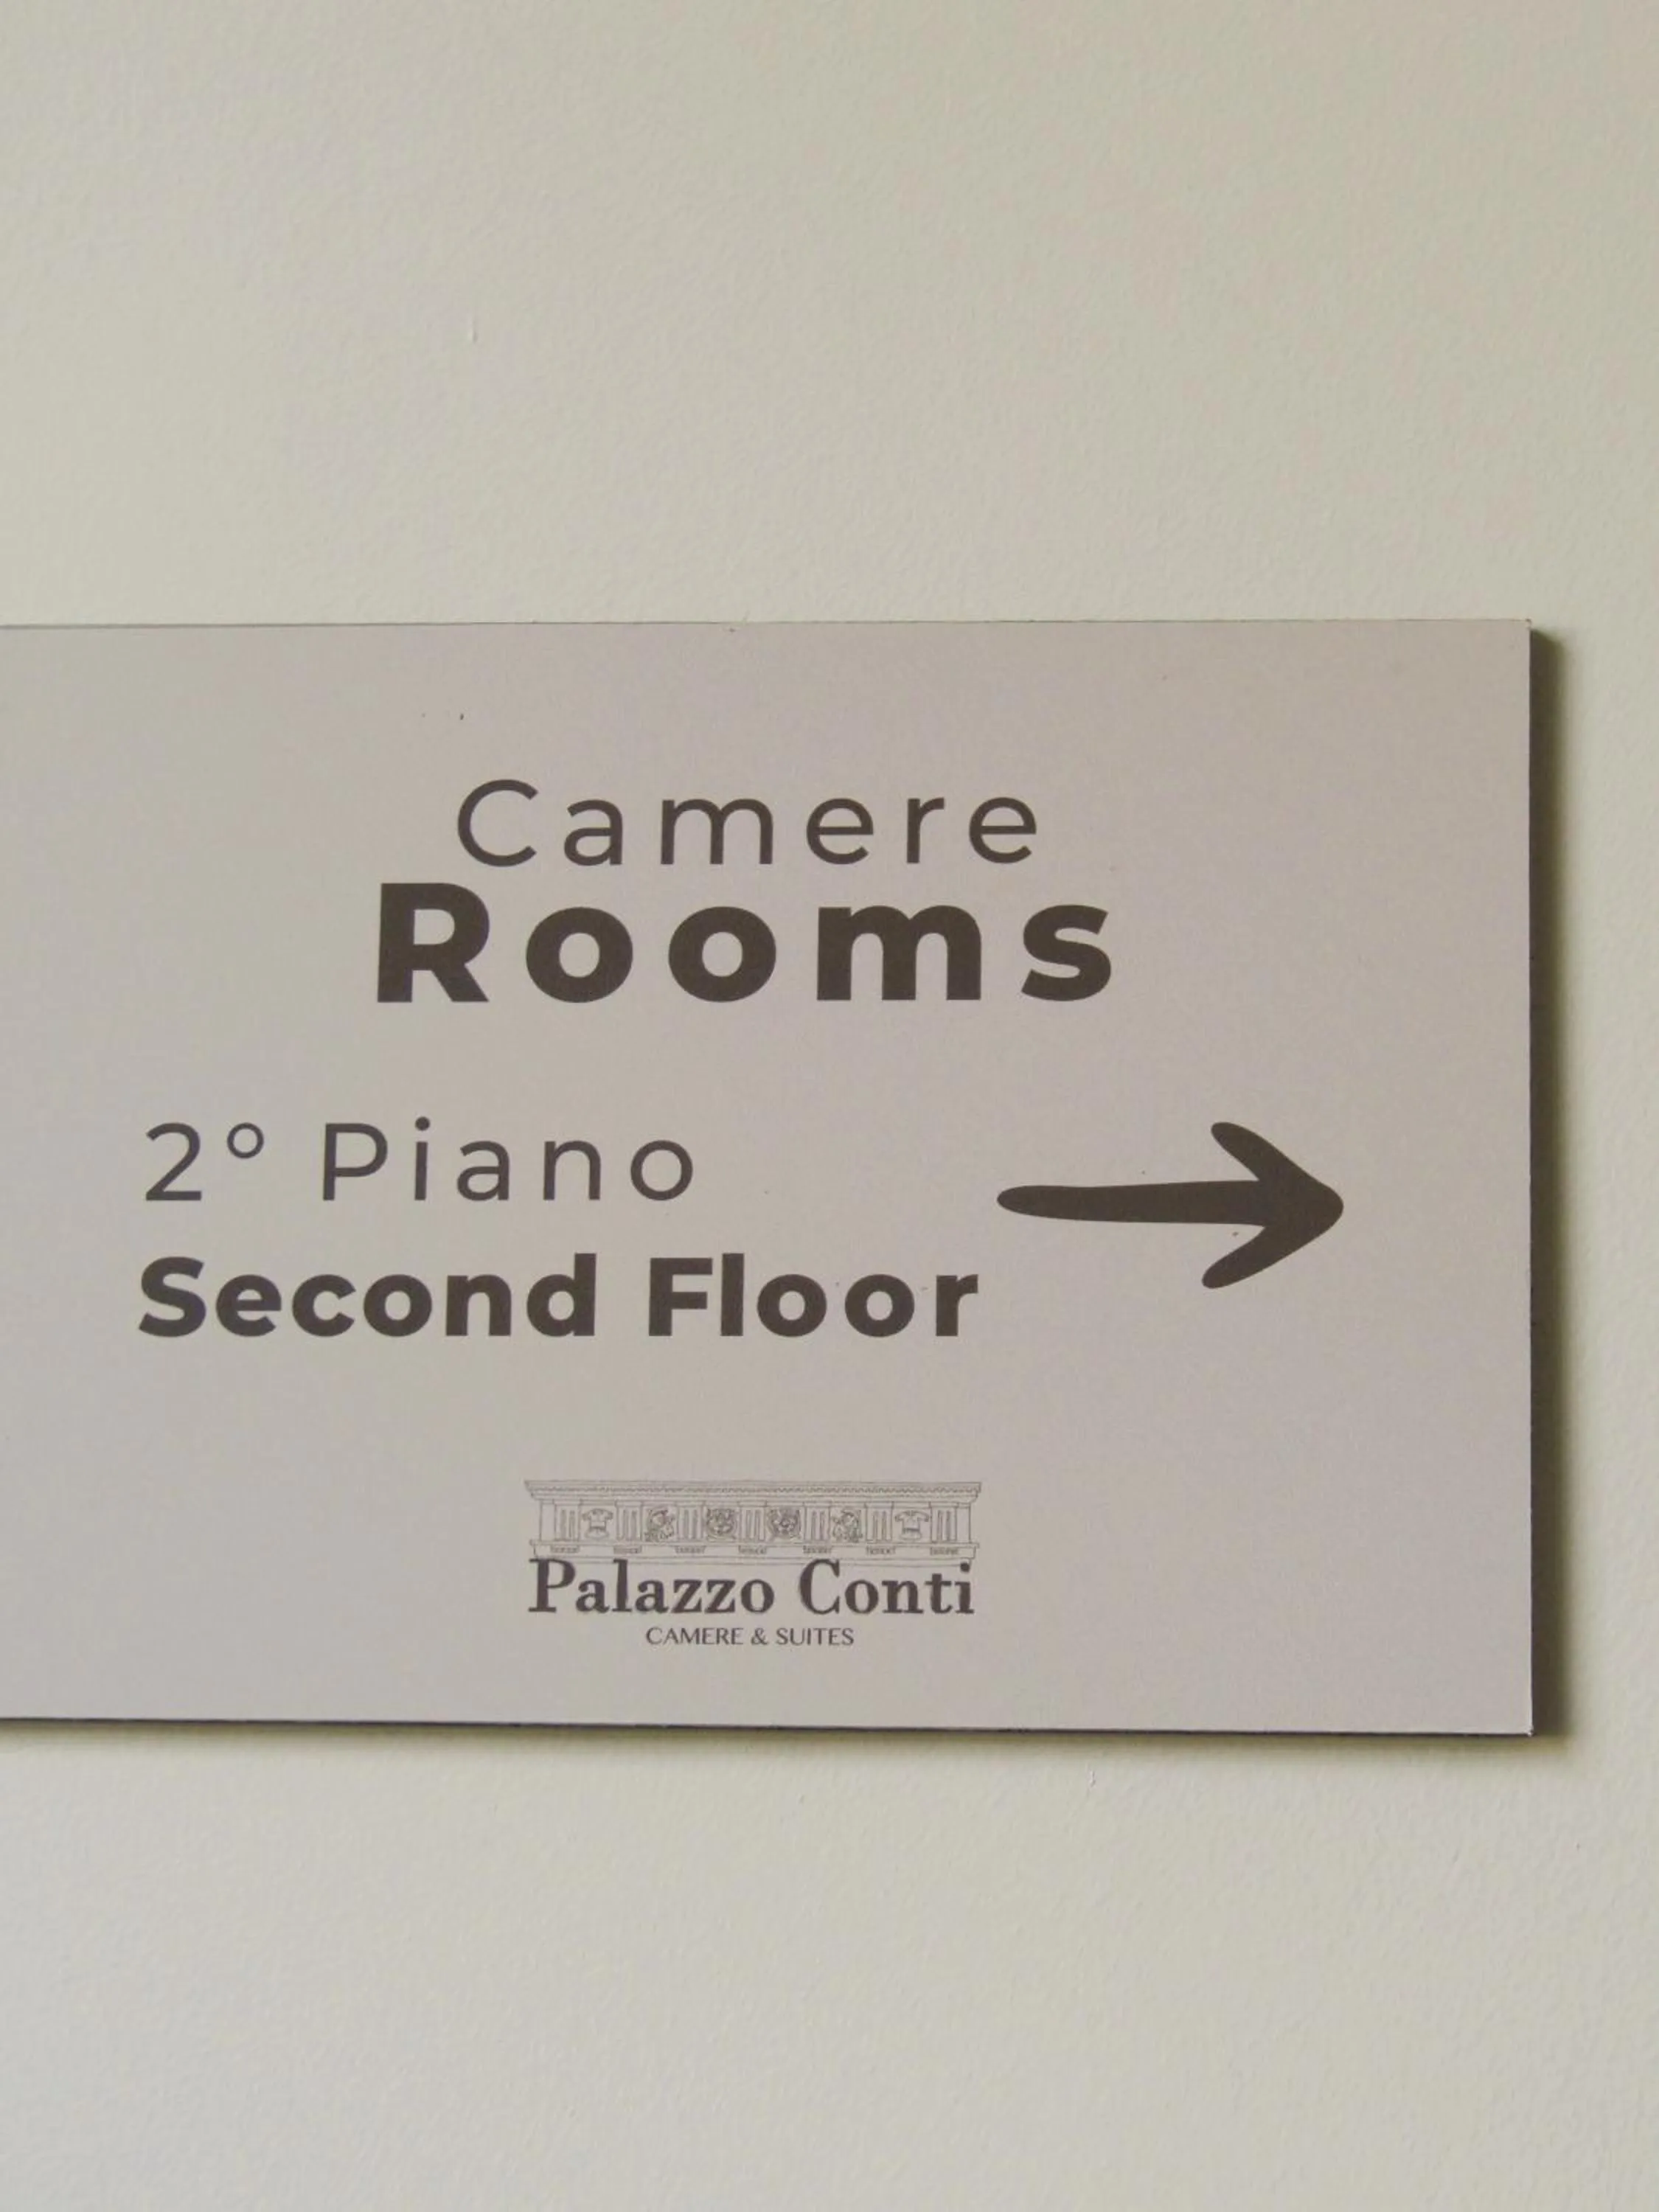 Camere
Rooms
2° Piano
Second Floor
Palazzo Conti
CAMERE & SUITES